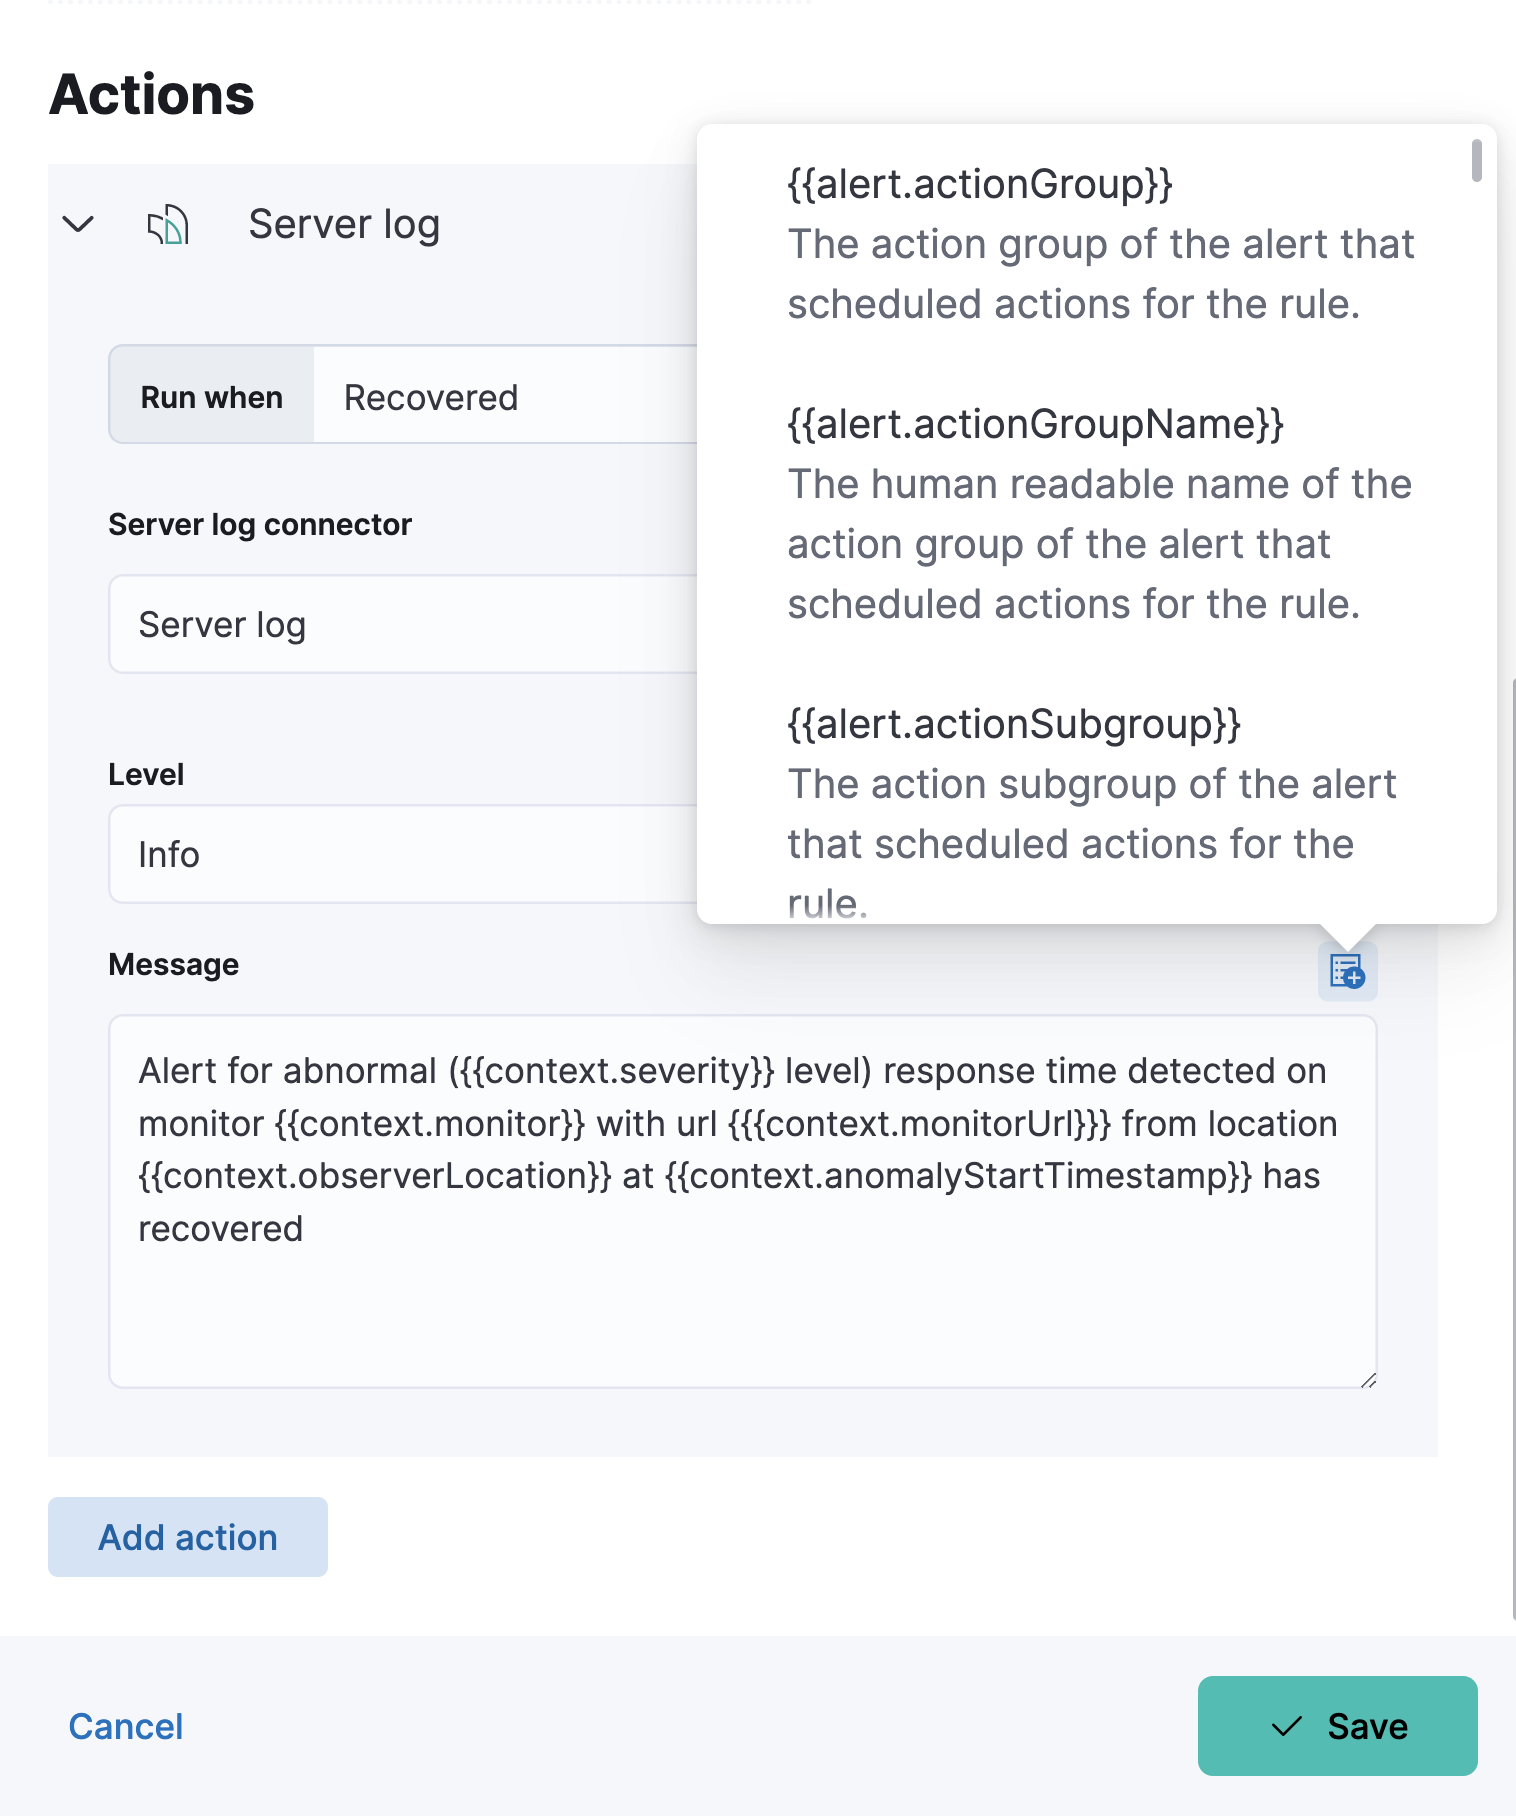 Actions
Server log
Run when
Recovered
Server log connector
Server log
Level
Info
{{alert.actionGroup}}
The action group of the alert that
scheduled actions for the rule.
{{alert.actionGroupName}}
The human readable name of the
action group of the alert that
scheduled actions for the rule.
{{alert.actionSubgroup}}
The action subgroup of the alert
that scheduled actions for the
rule.
Message
Alert for abnormal ({{context.severity}} level) response time detected on
monitor {{context.monitor}} with url {{{context.monitorUrl}}} from location
{{context.observerLocation}} at {{context.anomalyStartTimestamp}} has
recovered
Add action
Cancel
Save